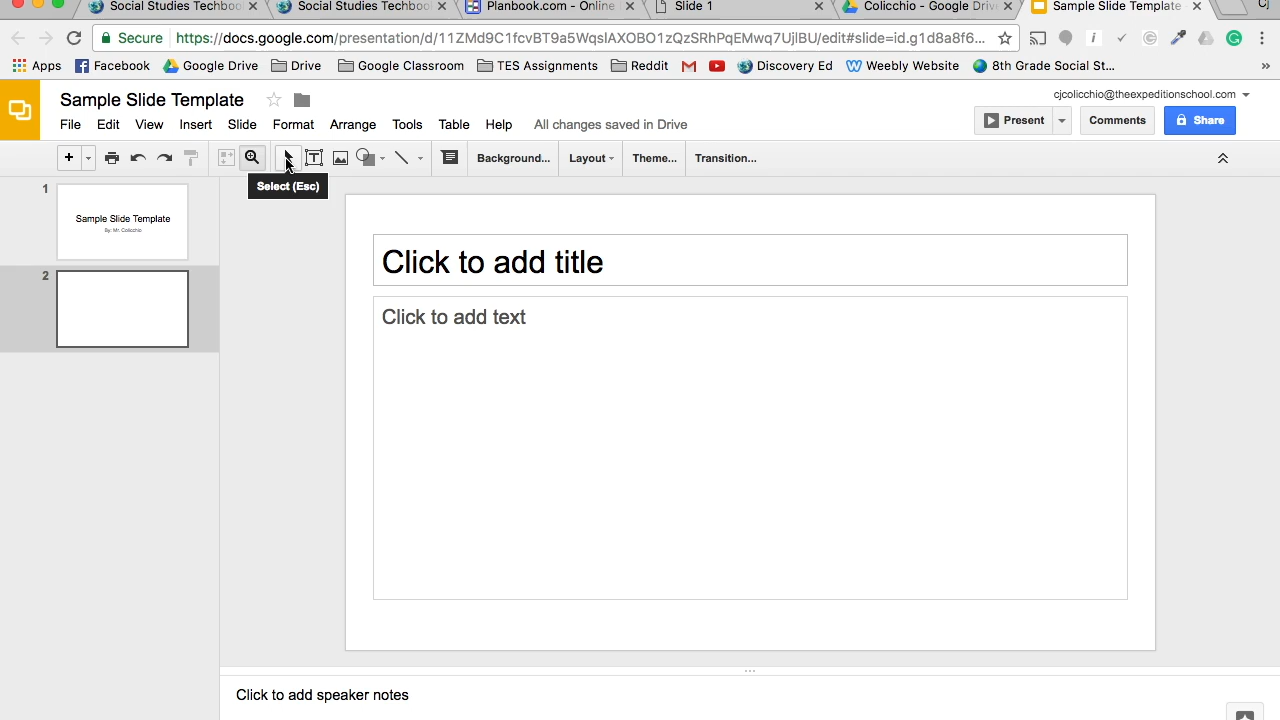 Social Studies Techboo
Social Studies Techboo
Planbook.com - Online
Slide 1
Colicchio - Google Driv
Sample Slide Template
Secure
https://docs.google.com/presentation/d/11ZMd9C1fcvBT9a5WqsIAXOBO1zQzSRhPqEMwq7UjlBU/edit#slide=id.g1d8a8f6...
Apps
Facebook
Google Drive
Drive
Google Classroom
TES Assignments
Reddit
Discovery Ed
Weebly Website
8th Grade Social St...
Sample Slide Template
cjcolicchio@theexpeditionschool.com
File Edit View Insert Slide Format Arrange Tools Table Help All changes saved in Drive
Present
Comments
Share
Background... Layout Theme... Transition...
Select (Esc)
1
Sample Slide Template
By: Mr. Colicchio
2
Click to add title
Click to add text
Click to add speaker notes